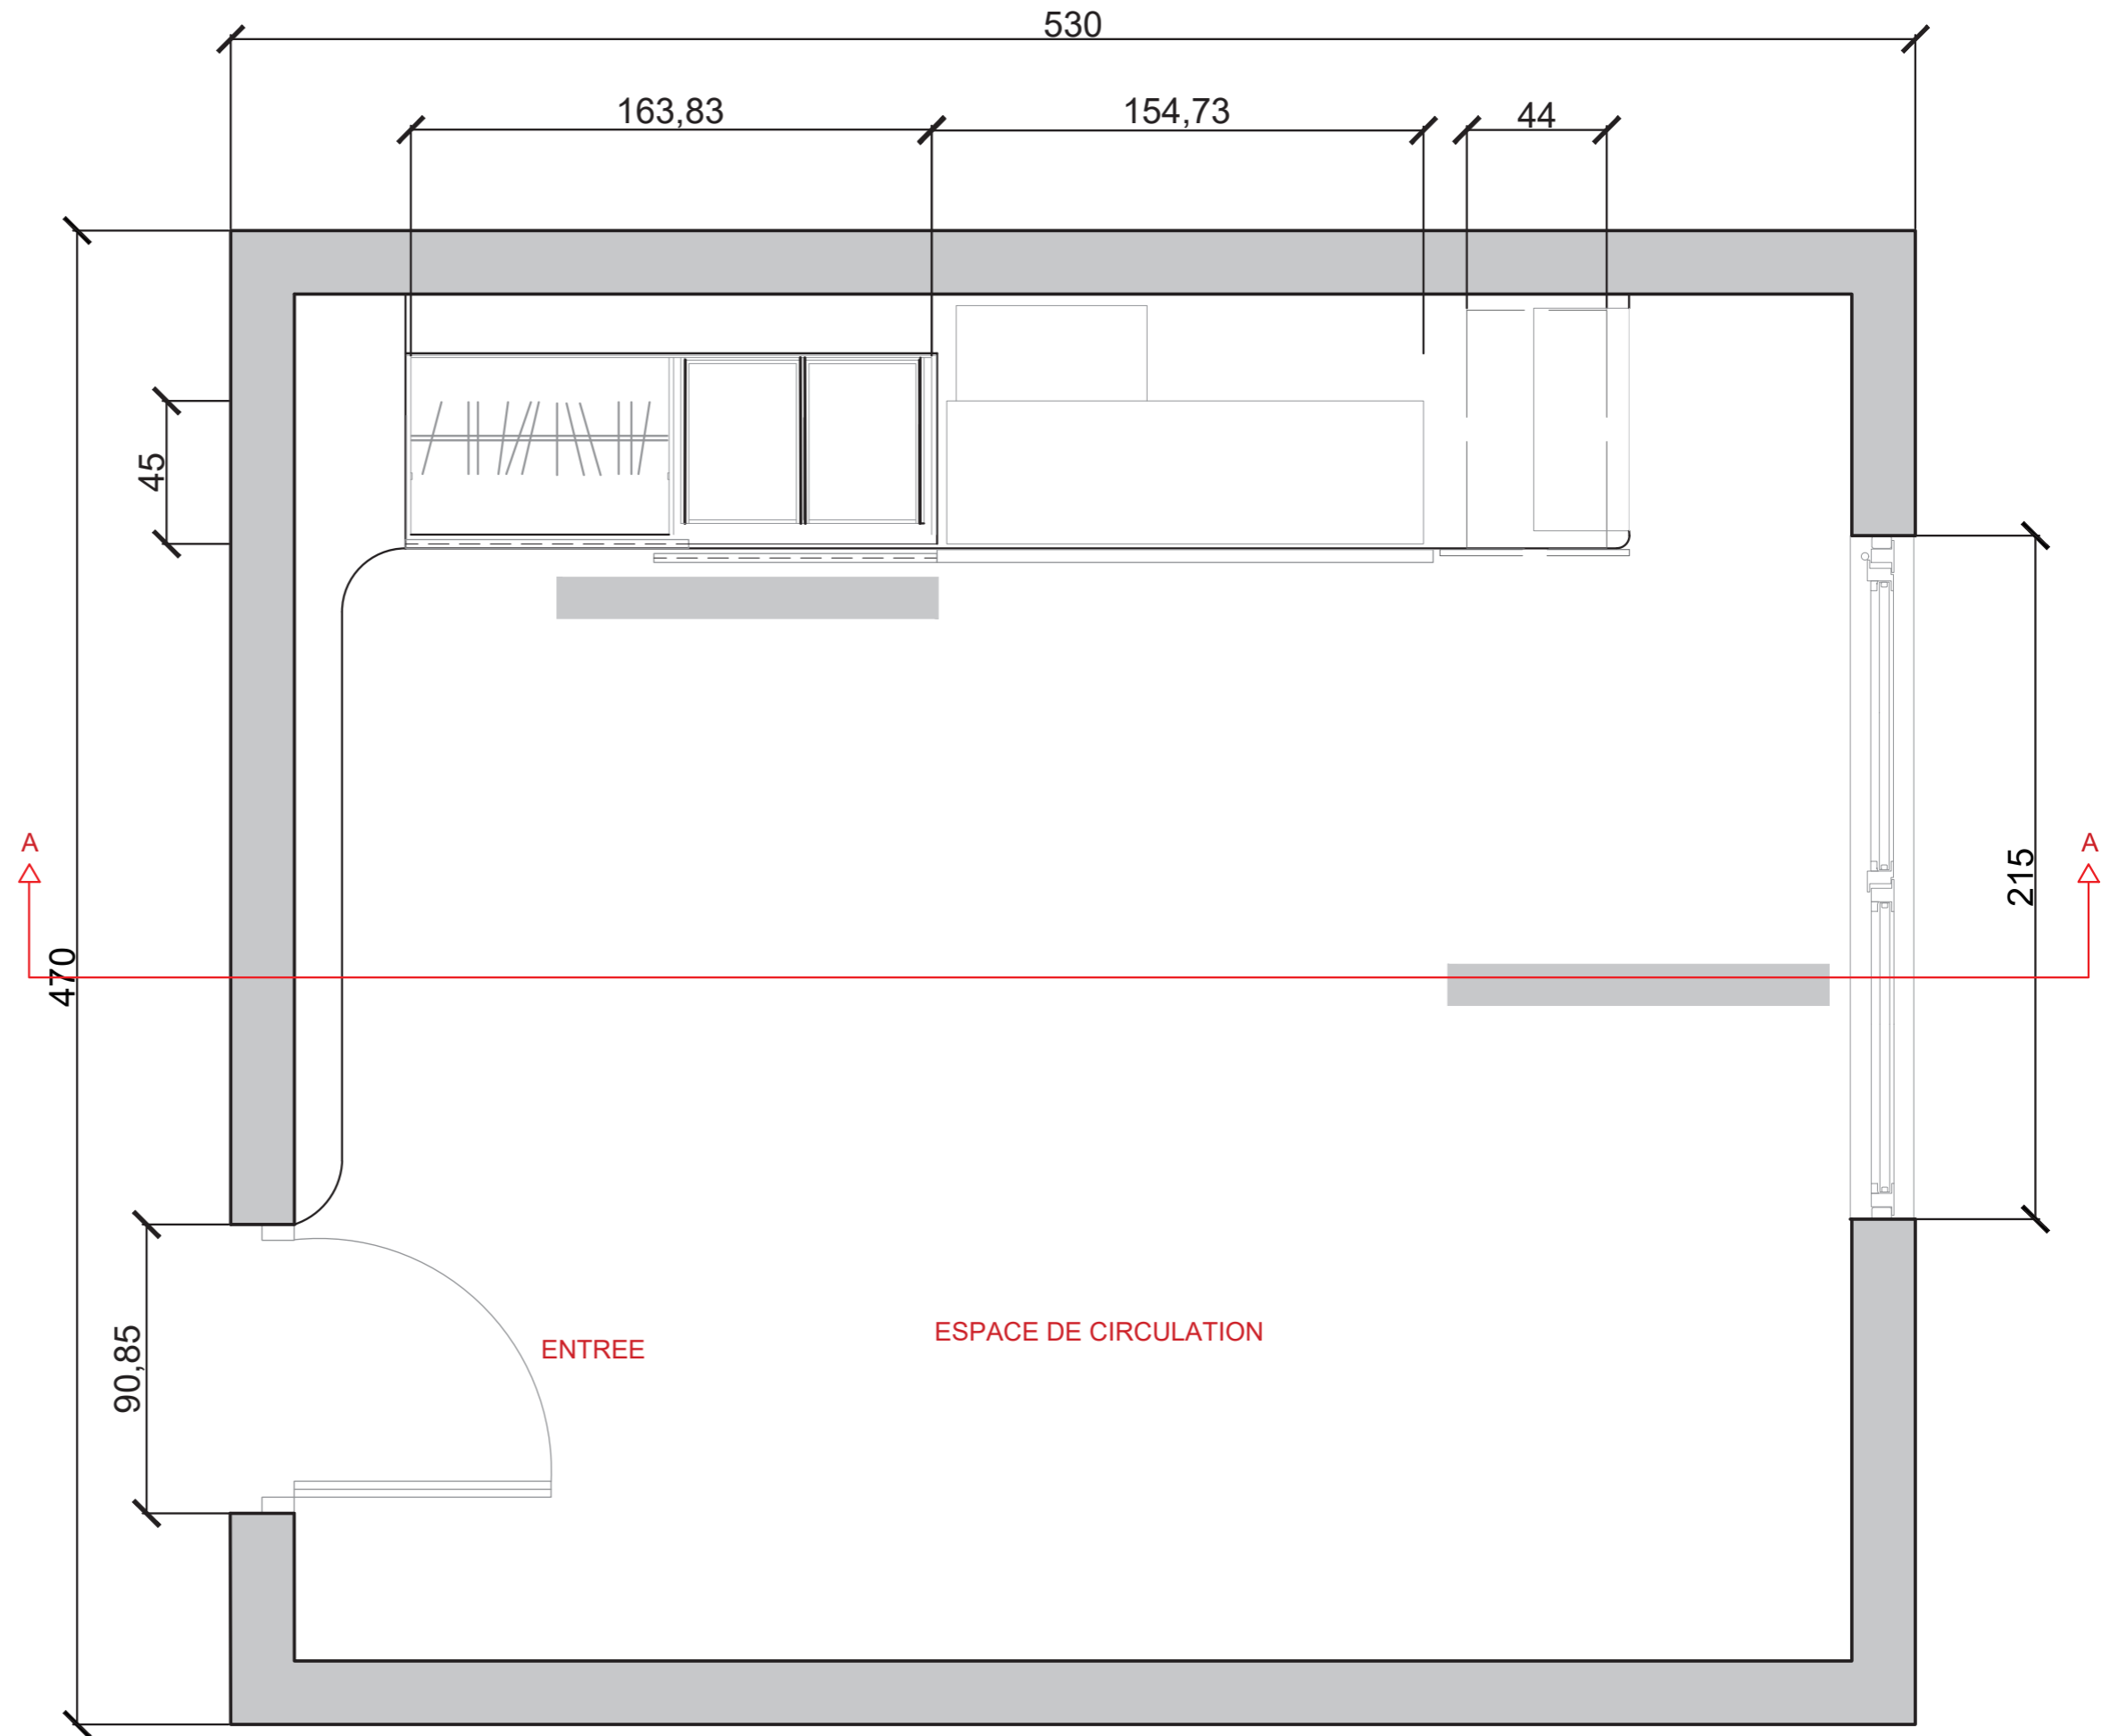 530
163,83
154,73
44
45
A
A
215
470
90,85
ENTREE
ESPACE DE CIRCULATION